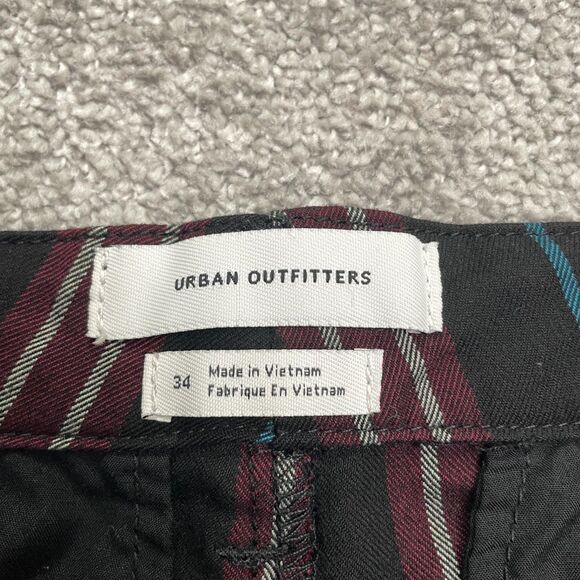 URBAN OUTFITTERS
34
Made in Vietnam
Fabrique En Vietnam